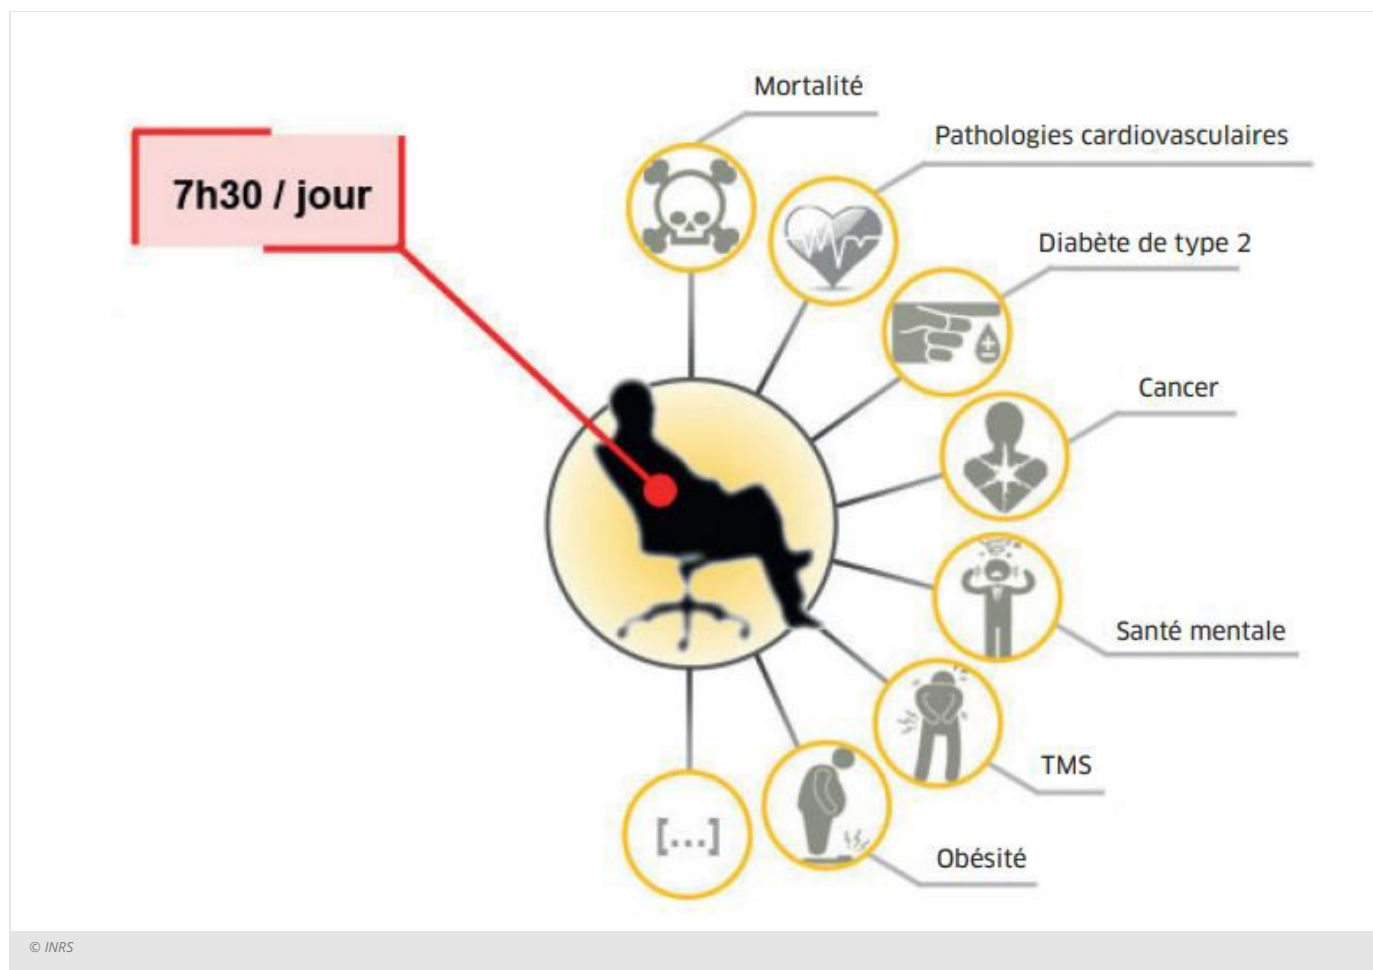 Mortalité
Pathologies cardiovasculaires
7h30 / jour
Diabète de type 2
Cancer
Santé mentale
TMS
[...]
Obésité
© INRS